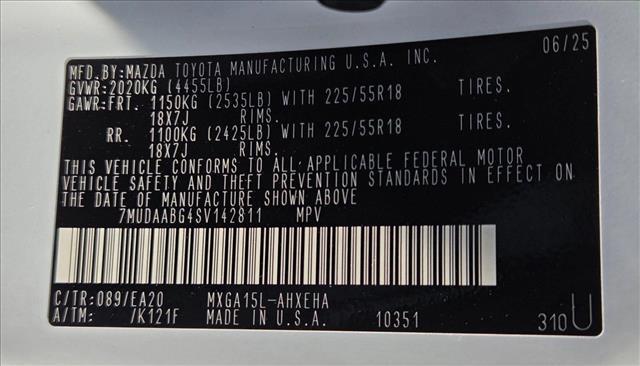 MFD.BY:MAZDA TOYOTA MANUFACTURING U.S.A. INC. 06/25
GVWR:2020KG (4455LB)
GAWR:FRT. 1150KG (2535LB) WITH 225/55R18 TIRES.
18X7J RIMS.
RR. 1100KG (2425LB) WITH 225/55R18 TIRES.
18X7J RIMS.
THIS VEHICLE CONFORMS TO ALL APPLICABLE FEDERAL MOTOR
VEHICLE SAFETY AND THEFT PREVENTION STANDARDS IN EFFECT ON
THE DATE OF MANUFACTURE SHOWN ABOVE
7MUDAABG4SV142811 MPV
C/TR:089/EA20 MXGA15L-AHXEHA
A/TM: /K121F MADE IN U.S.A. 10351 310U